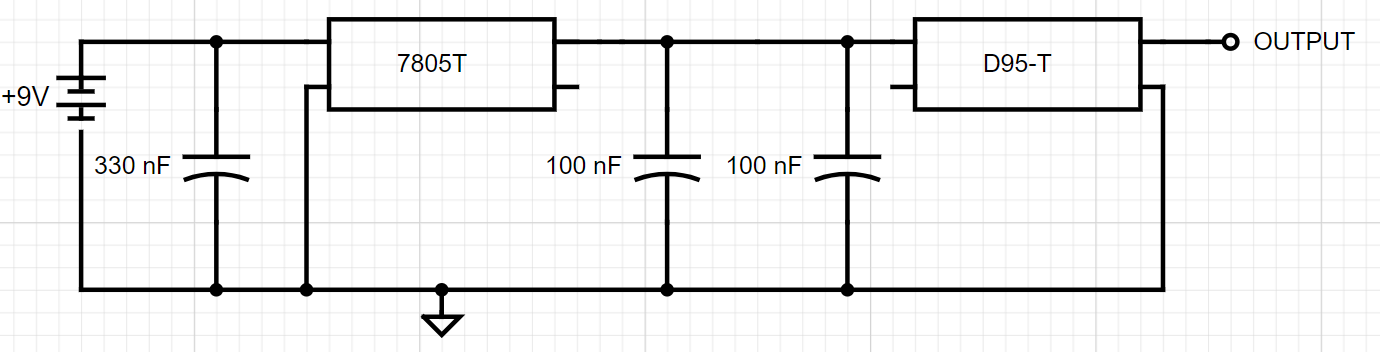 OUTPUT
7805T
D95-T
+9V
330 nF
100 nF
100 nF